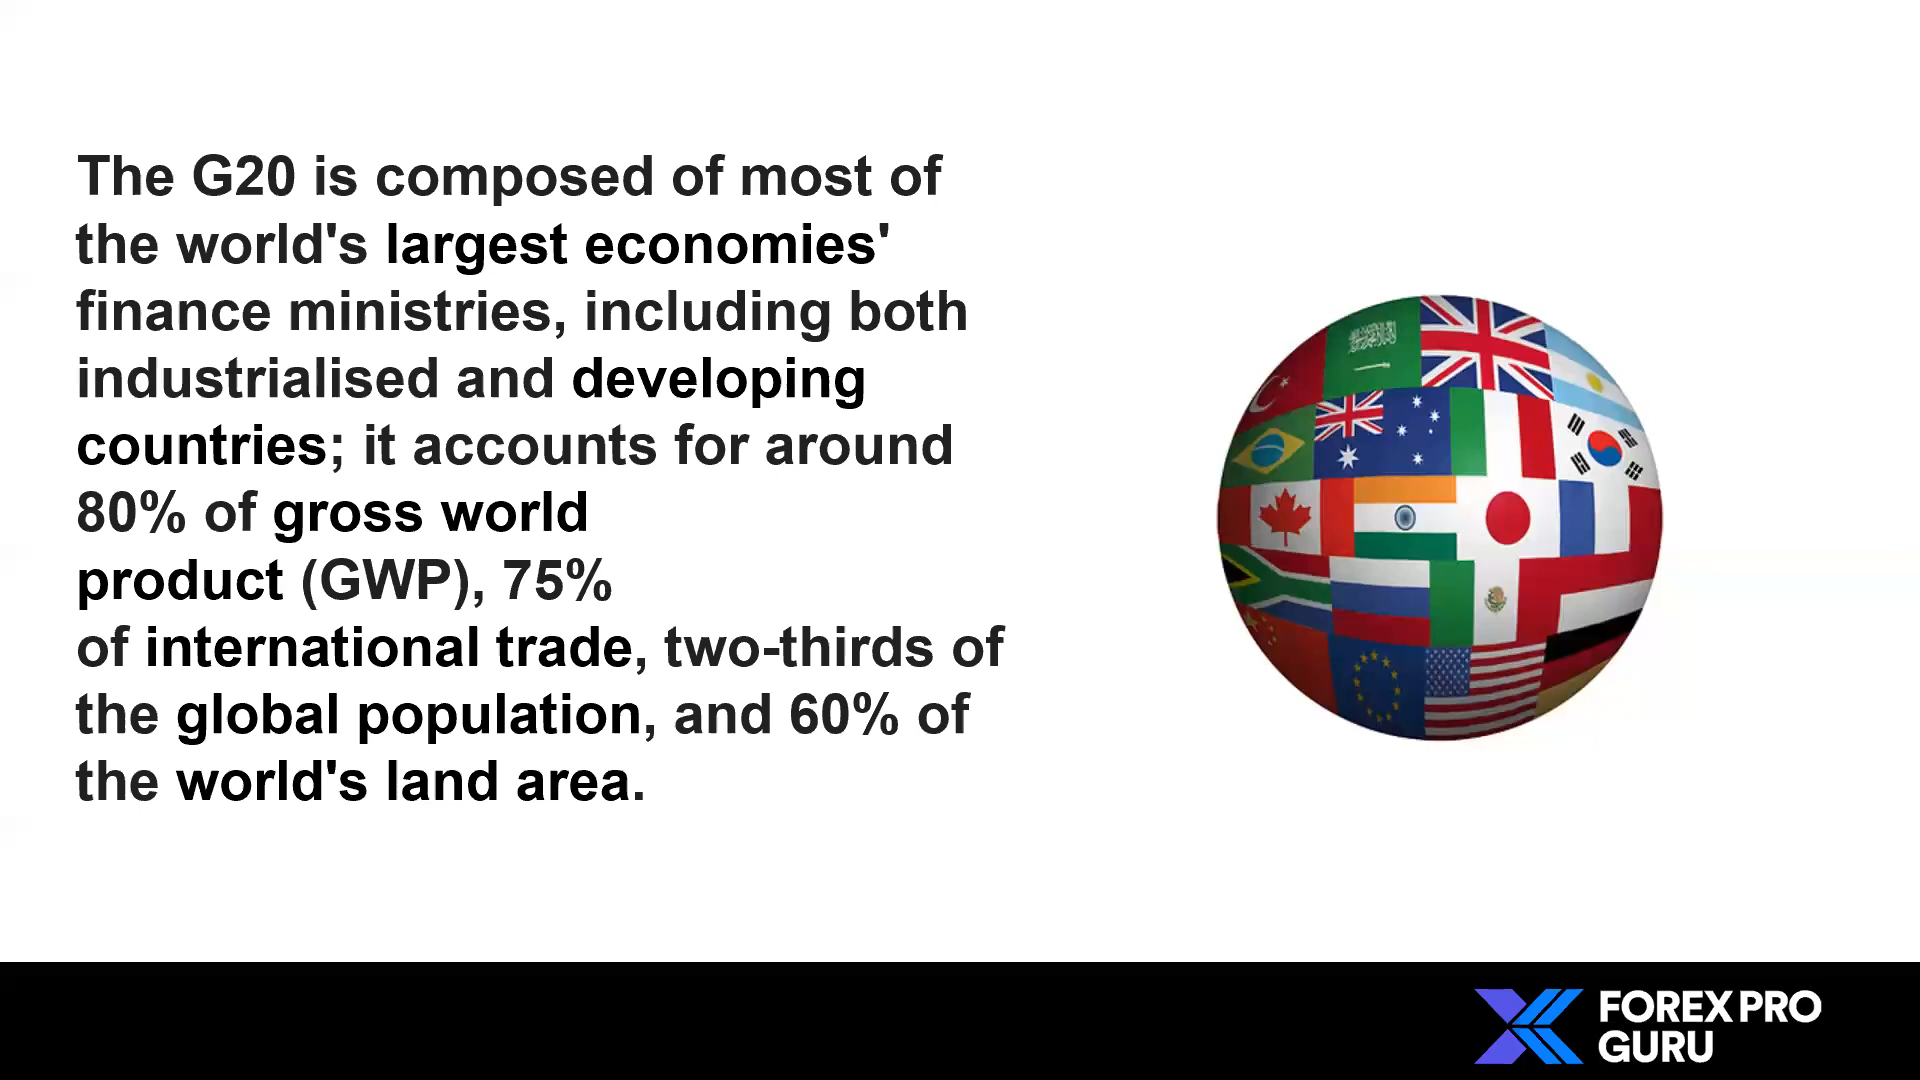 The G20 is composed of most of
the world's largest economies'
finance ministries, including both
industrialised and developing
countries; it accounts for around
80% of gross world
product (GWP), 75%
of international trade, two-thirds of
the global population, and 60% of
the world's land area.
FOREX PRO
GURU